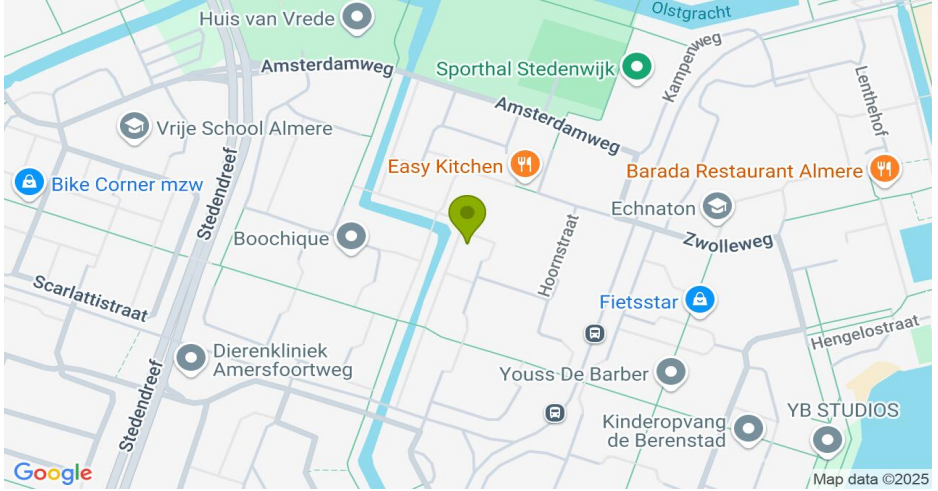 Olstgracht
Huis van Vrede
Kampenweg
Amsterdamweg
Sporthal Stedenwijk
Lenthehof
Amsterdamweg
Vrije School Almere
Easy Kitchen
Barada Restaurant Almere
Bike Corner mzw
Stedendreef
Echnaton
Boochique
Hoornstraat
Zwolleweg
Scarlattistraat
Fietsstar
Hengelostraat
Dierenkliniek
Amersfoortweg
Youss De Barber
Stedendreef
YB STUDIOS
Kinderopvang
de Berenstad
Google
Map data ©2025